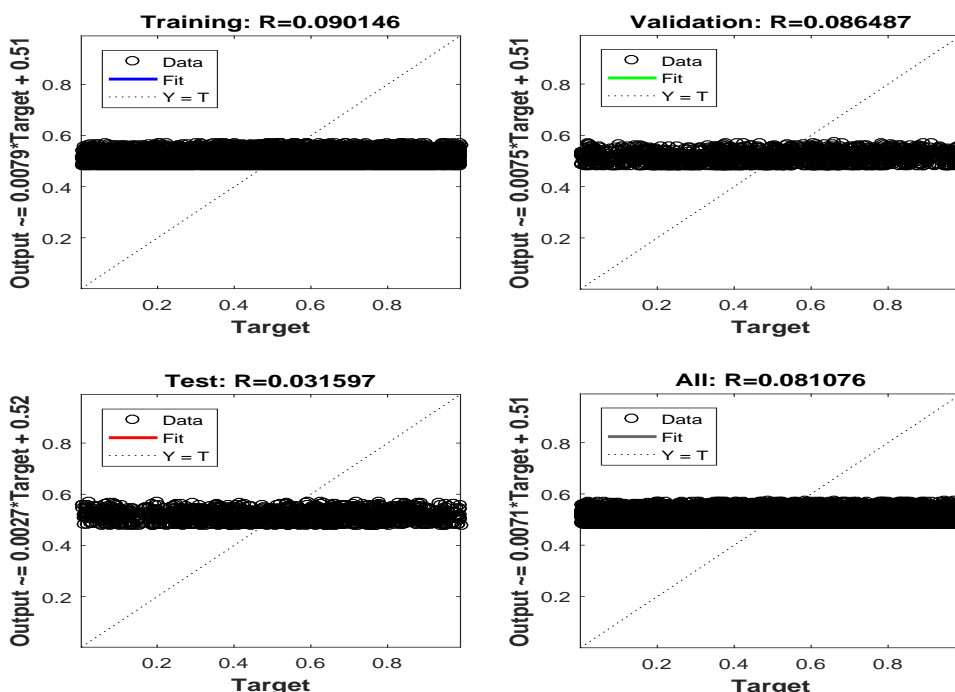 Training: R=0.090146
Output ~= 0.0079*Target + 0.51
Data
Fit
Y = T
0.8
0.6
0.4
0.2
0.2 0.4 0.6 0.8
Target
Validation: R=0.086487
Output ~= 0.0075*Target + 0.51
Data
Fit
Y = T
0.8
0.6
0.4
0.2
0.2 0.4 0.6 0.8
Target
Test: R=0.031597
Output ~= 0.0027*Target + 0.52
Data
Fit
Y = T
0.8
0.6
0.4
0.2
0.2 0.4 0.6 0.8
Target
All: R=0.081076
Output ~= 0.0071*Target + 0.51
Data
Fit
Y = T
0.8
0.6
0.4
0.2
0.2 0.4 0.6 0.8
Target